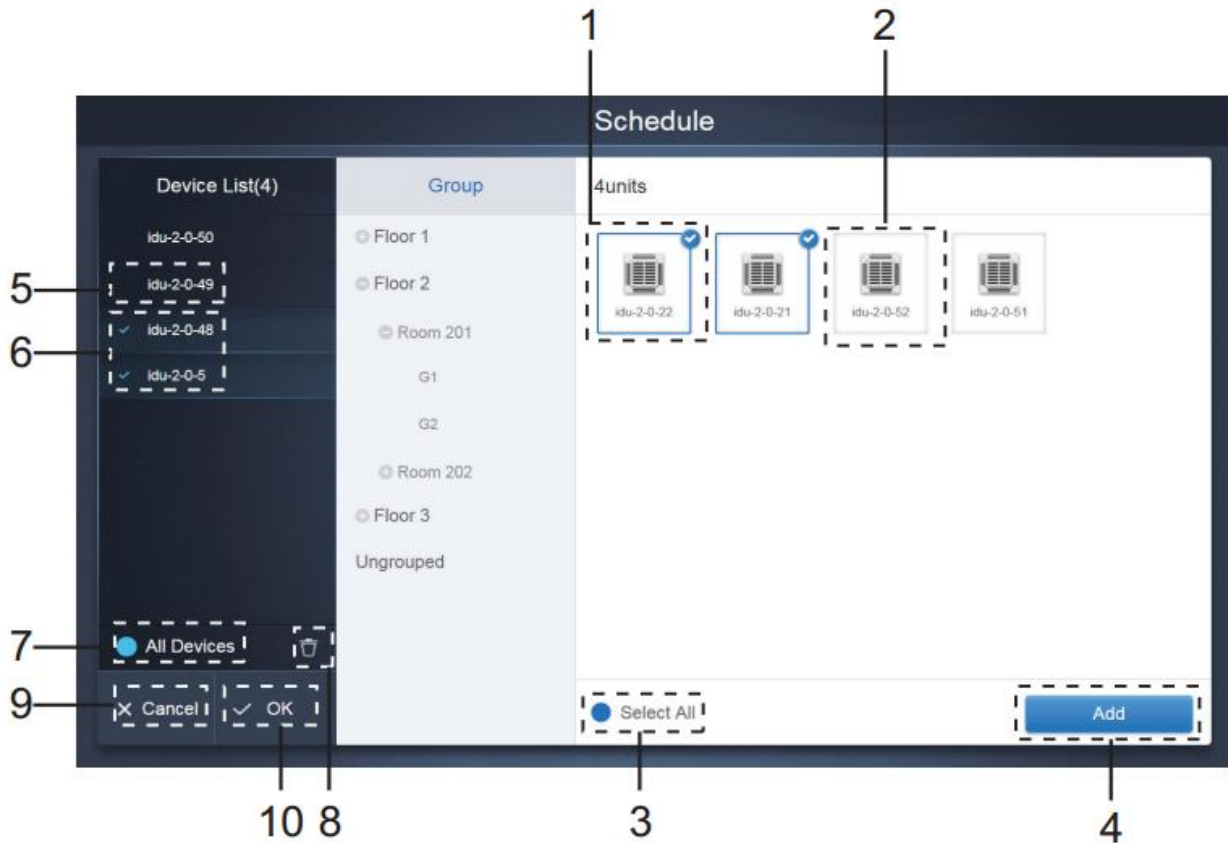 1 2
Schedule
Device List(4)
idu-2-0-50
idu-2-0-49
idu-2-0-48
idu-2-0-5
All Devices
Cancel
OK
Group
Floor 1
Floor 2
Room 201
G1
G2
Room 202
Floor 3
Ungrouped
4units
idu-2-0-22 idu-2-0-21 idu-2-0-52 idu-2-0-51
Select All
Add
5
6
7
9
10 8 3 4